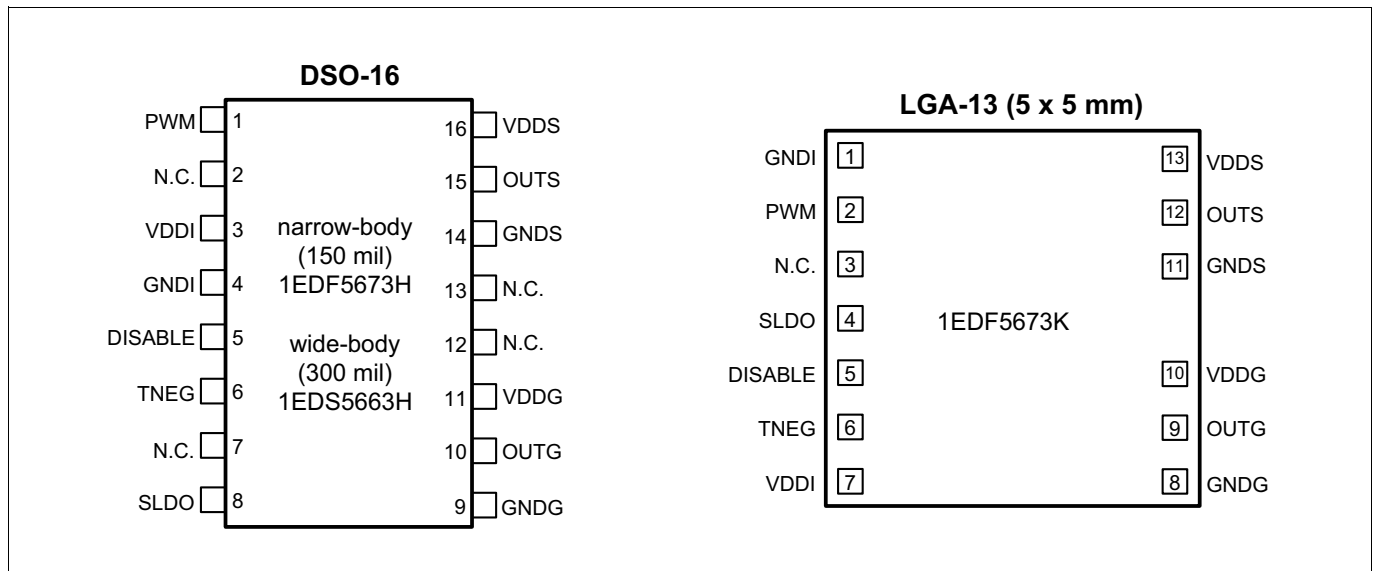 DSO-16
PWM 1
N.C. 2
VDDI 3
GNDI 4
DISABLE 5
TNEG 6
N.C. 7
SLDO 8
narrow-body
(150 mil)
1EDF5673H
wide-body
(300 mil)
1EDS5663H
16 VDDS
15 OUTS
14 GNDS
13 N.C.
12 N.C.
11 VDDG
10 OUTG
9 GNDG
LGA-13 (5 x 5 mm)
GNDI 1
PWM 2
N.C. 3
SLDO 4
DISABLE 5
TNEG 6
VDDI 7
1EDF5673K
13 VDDS
12 OUTS
11 GNDS
10 VDDG
9 OUTG
8 GNDG